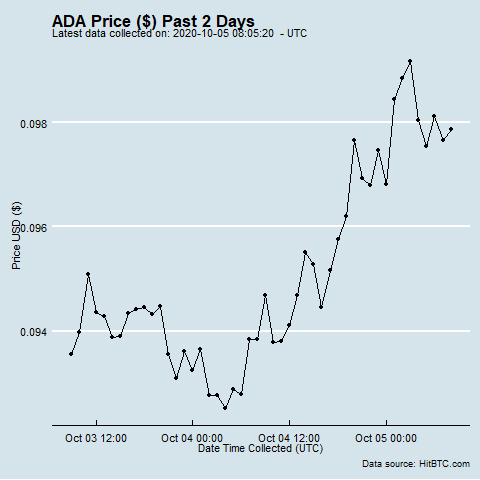 ADA Price ($) Past 2 Days
Latest data collected on: 2020-10-05 08:05:20  - UTC
0.098
0.096
0.094
Price USD ($)
Oct 03 12:00 Oct 04 00:00 Oct 04 12:00 Oct 05 00:00
Date Time Collected (UTC)
Data source: HitBTC.com